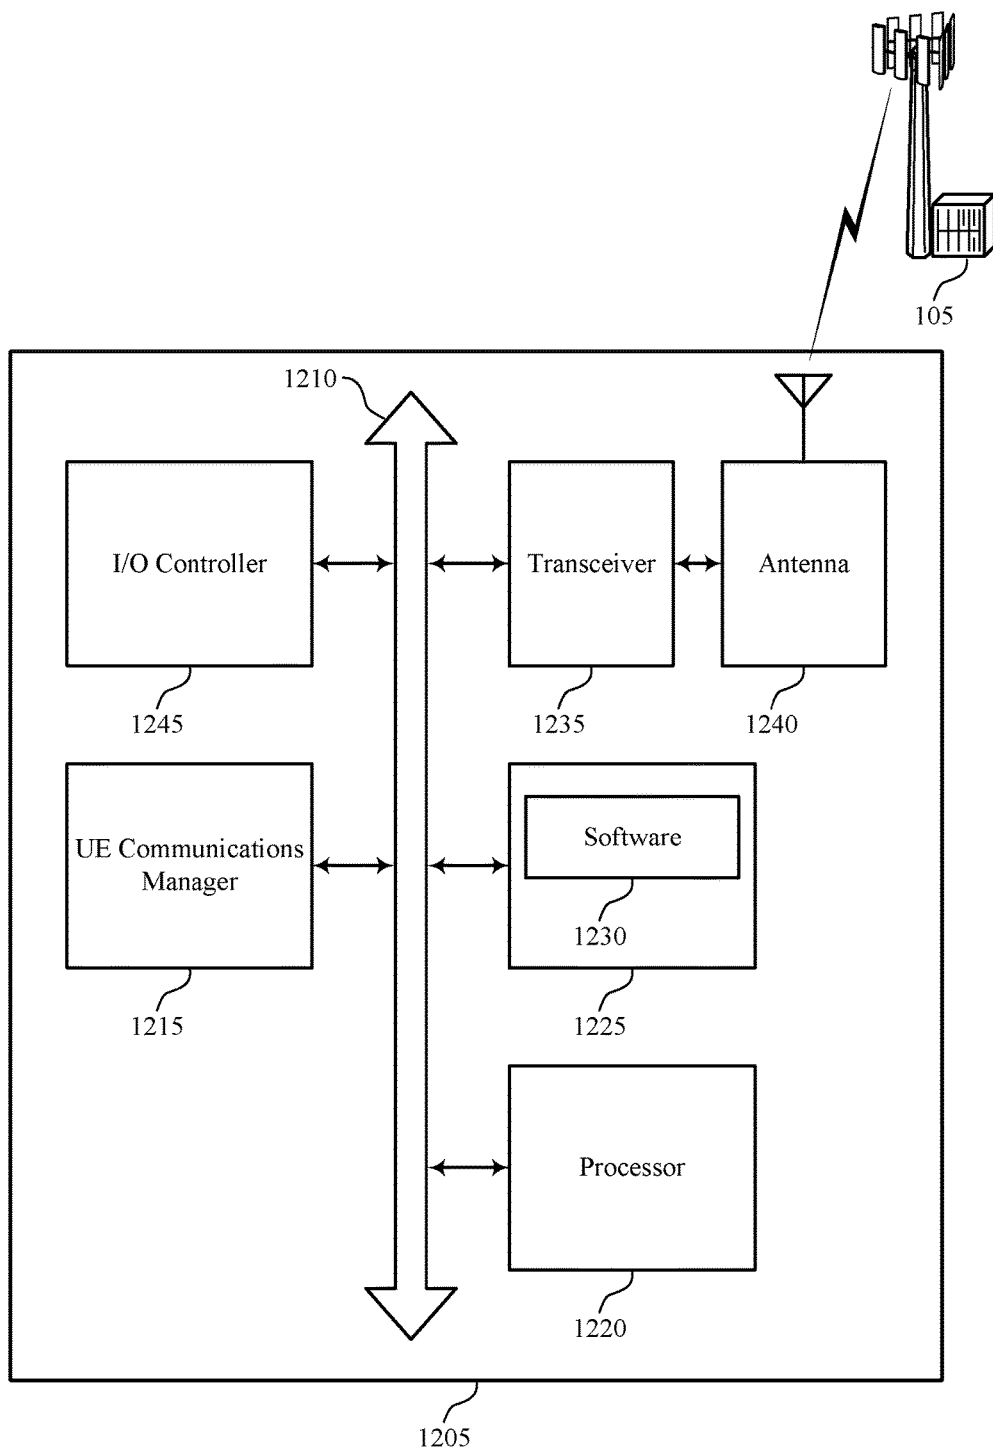 105
1210
I/O Controller
Transceiver
Antenna
1245
1235
1240
UE Communications
Manager
Software
1230
1215
1225
Processor
1220
1205